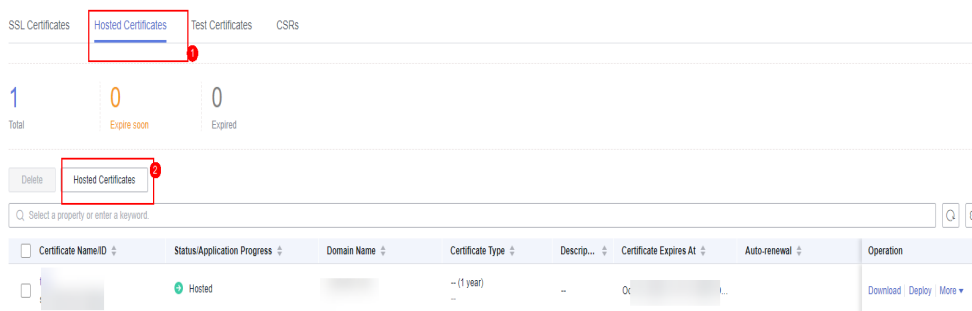 SSL Certificates Hosted Certificates Test Certificates CSRs
1
1 0 0
Total Expire soon Expired
2
Delete Hosted Certificates
Select a property or enter a keyword.
Certificate Name/ID Status/Application Progress Domain Name Certificate Type Descrip... Certificate Expires At Auto-renewal Operation
Hosted -- (1 year) -- Download Deploy More
--